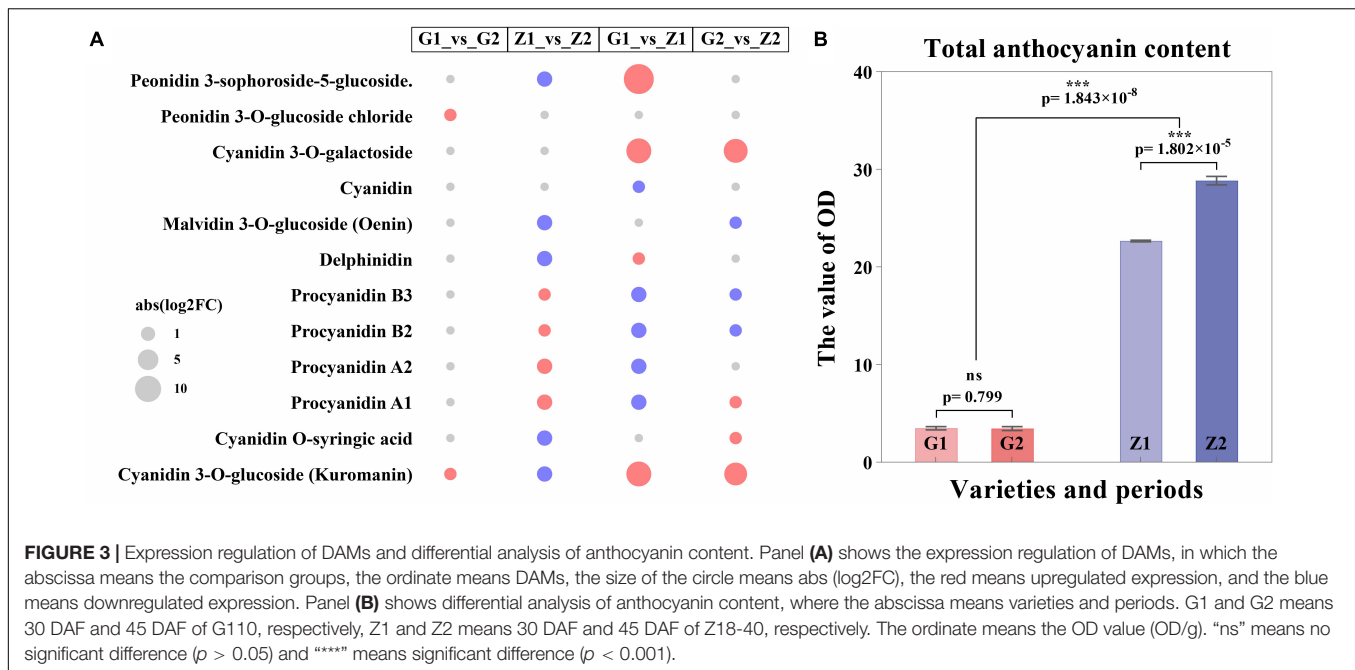 A
G1_vs_G2 Z1_vs_Z2 G1_vs_Z1 G2_vs_Z2
Peonidin 3-sophoroside-5-glucoside.
Peonidin 3-O-glucoside chloride
Cyanidin 3-O-galactoside
Cyanidin
Malvidin 3-O-glucoside (Oenin)
Delphinidin
Procyanidin B3
Procyanidin B2
Procyanidin A2
Procyanidin A1
Cyanidin O-syringic acid
Cyanidin 3-O-glucoside (Kuromanin)
abs(log2FC)
1
5
10
B
Total anthocyanin content
The value of OD
40
30
20
10
0
***
p= 1.843×10-8
***
p= 1.802×10-5
ns
p= 0.799
G1 G2 Z1 Z2
Varieties and periods
FIGURE 3 | Expression regulation of DAMs and differential analysis of anthocyanin content. Panel (A) shows the expression regulation of DAMs, in which the
abscissa means the comparison groups, the ordinate means DAMs, the size of the circle means abs (log2FC), the red means upregulated expression, and the blue
means downregulated expression. Panel (B) shows differential analysis of anthocyanin content, where the abscissa means varieties and periods. G1 and G2 means
30 DAF and 45 DAF of G110, respectively, Z1 and Z2 means 30 DAF and 45 DAF of Z18-40, respectively. The ordinate means the OD value (OD/g). “ns” means no
significant difference (p > 0.05) and “***” means significant difference (p < 0.001).